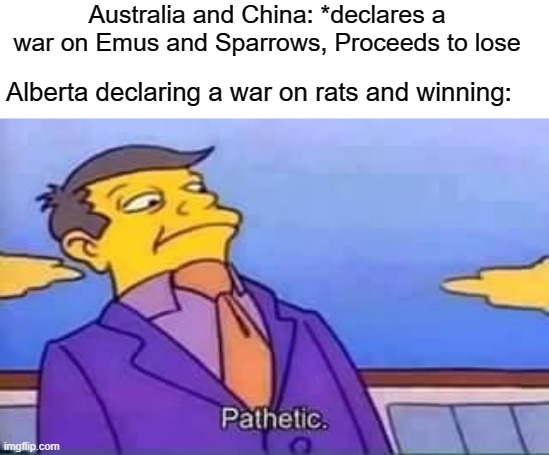 Australia and China: *declares a
war on Emus and Sparrows, Proceeds to lose
Alberta declaring a war on rats and winning:
Pathetic.
imgflip.com